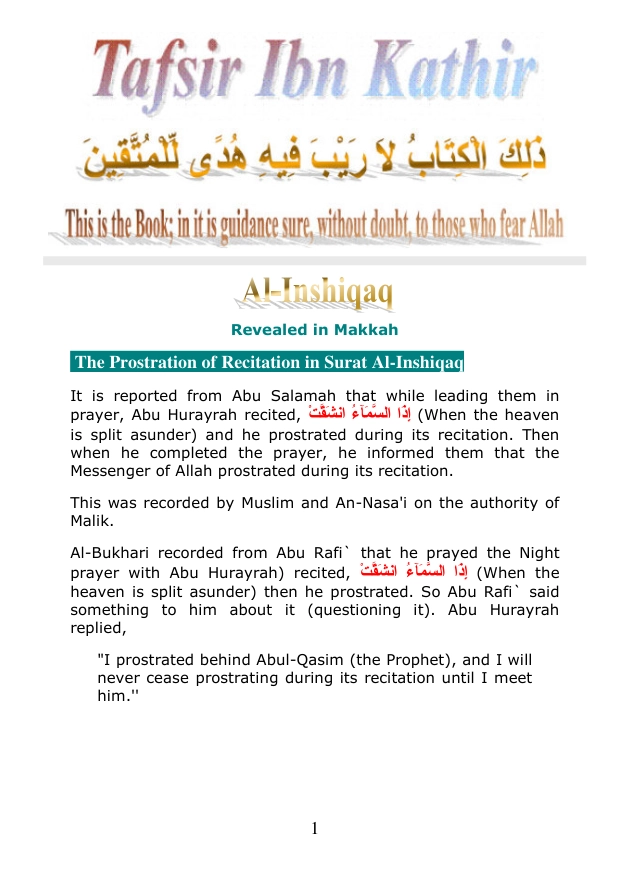 Tafsir Ibn Kathir
ذَلِكَ الْكِتَابُ لاَ رَيْبَ فِيهِ هُدًى لِّلْمُتَّقِينَ
This is the Book; in it is guidance sure, without doubt, to those who fear Allah
Al-Inshiqaq
Revealed in Makkah
The Prostration of Recitation in Surat Al-Inshiqaq
It is reported from Abu Salamah that while leading them in
prayer, Abu Hurayrah recited, إِذَا السَّمَآءُ انشَقَّتْ (When the heaven
is split asunder) and he prostrated during its recitation. Then
when he completed the prayer, he informed them that the
Messenger of Allah prostrated during its recitation.
This was recorded by Muslim and An-Nasa'i on the authority of
Malik.
Al-Bukhari recorded from Abu Rafi` that he prayed the Night
prayer with Abu Hurayrah) recited, إِذَا السَّمَآءُ انشَقَّتْ (When the
heaven is split asunder) then he prostrated. So Abu Rafi` said
something to him about it (questioning it). Abu Hurayrah
replied,
"I prostrated behind Abul-Qasim (the Prophet), and I will
never cease prostrating during its recitation until I meet
him.''
1